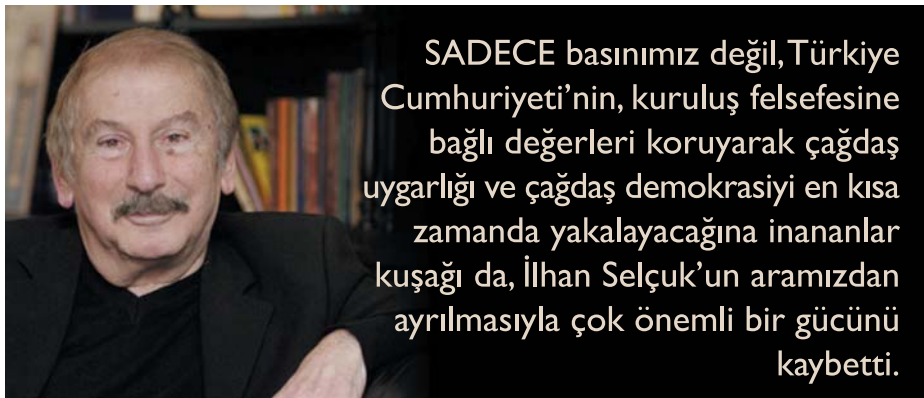 SADECE basınımız değil, Türkiye
Cumhuriyeti’nin, kuruluş felsefesine
bağlı değerleri koruyarak çağdaş
uygarlığı ve çağdaş demokrasiyi en kısa
zamanda yakalayacağına inananlar
kuşağı da, İlhan Selçuk’un aramızdan
ayrılmasıyla çok önemli bir gücünü
kaybetti.